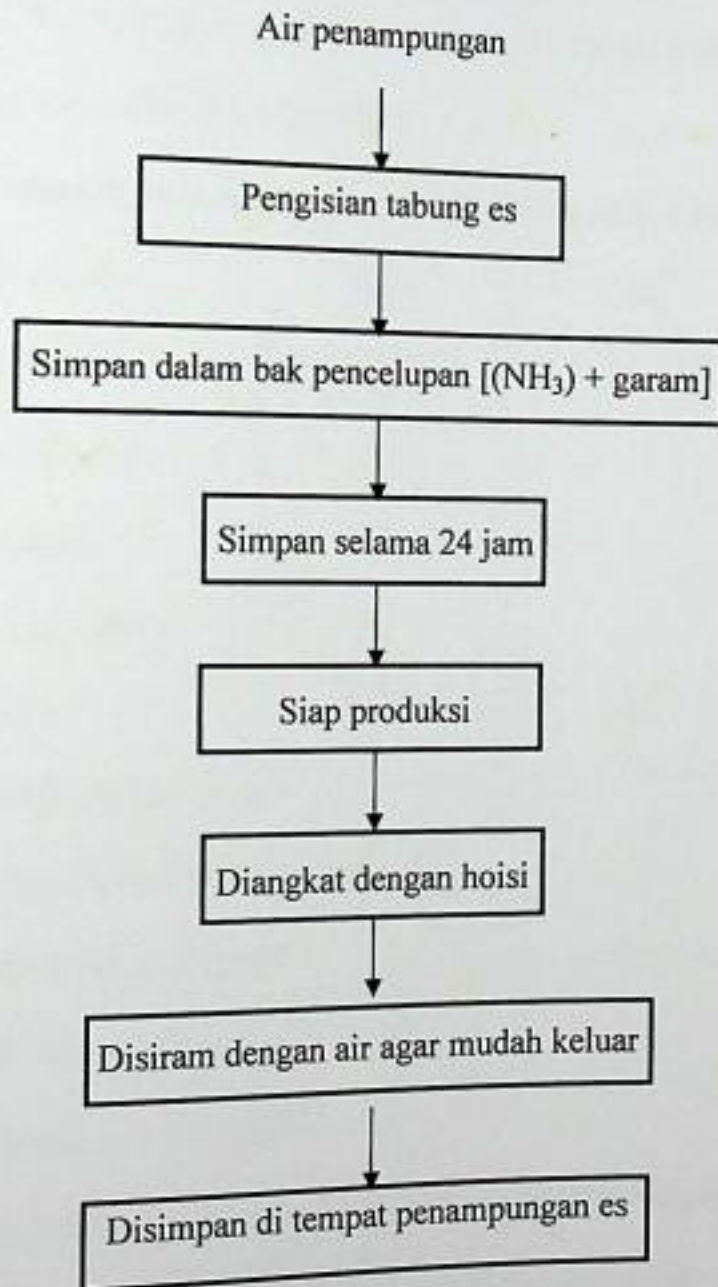 Air penampungan
Pengisian tabung es
Simpan dalam bak pencelupan [(NH₃) + garam]
Simpan selama 24 jam
Siap produksi
Diangkat dengan hoisi
Disiram dengan air agar mudah keluar
Disimpan di tempat penampungan es